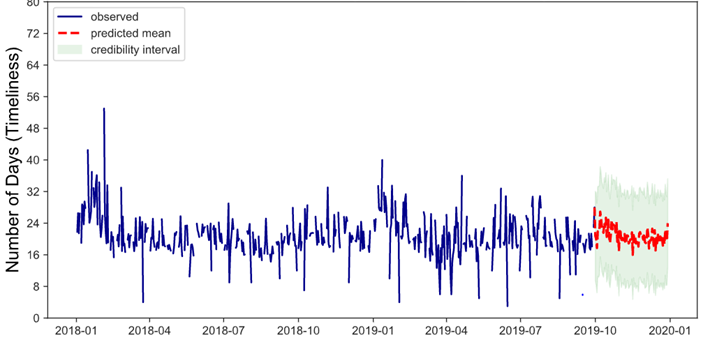 80
72
64
56
48
40
32
24
16
8
0
Number of Days (Timeliness)
observed
predicted mean
credibility interval
2018-01 2018-04 2018-07 2018-10 2019-01 2019-04 2019-07 2019-10 2020-01